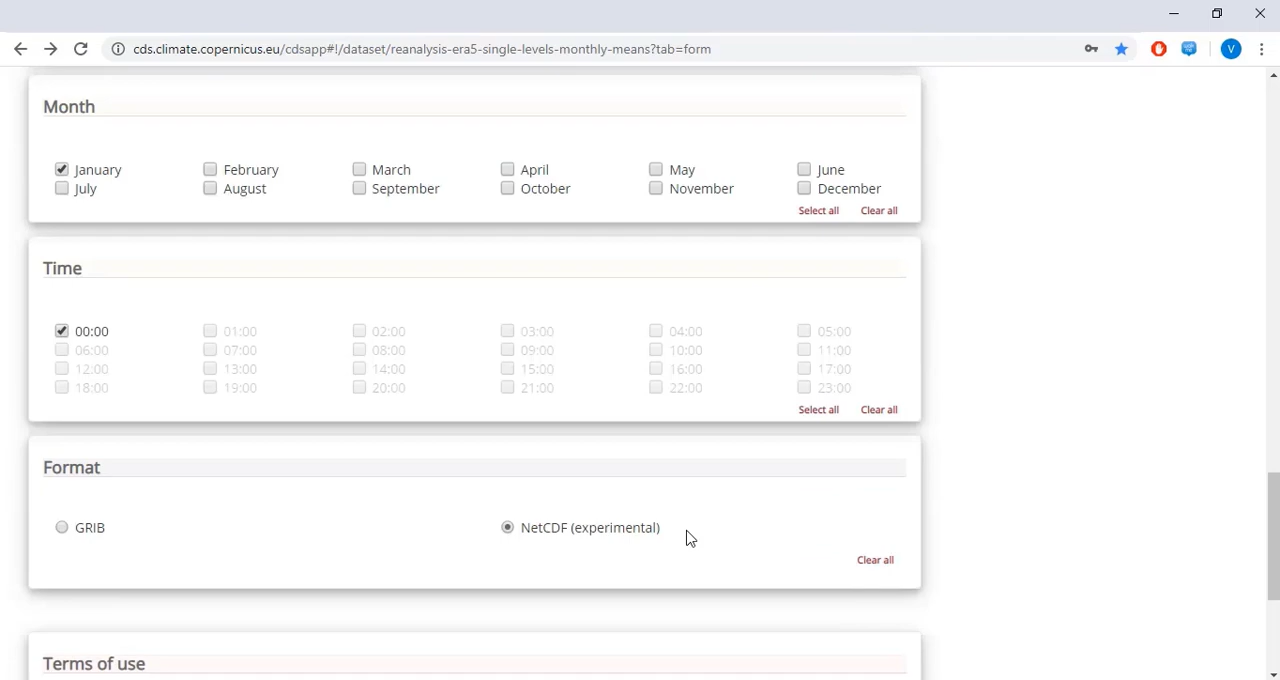 cds.climate.copernicus.eu/cdsapp#!/dataset/reanalysis-era5-single-levels-monthly-means?tab=form
V
Month
January February March April May June
July August September October November December
Select all Clear all
Time
00:00 01:00 02:00 03:00 04:00 05:00
06:00 07:00 08:00 09:00 10:00 11:00
12:00 13:00 14:00 15:00 16:00 17:00
18:00 19:00 20:00 21:00 22:00 23:00
Select all Clear all
Format
GRIB NetCDF (experimental)
Clear all
Terms of use